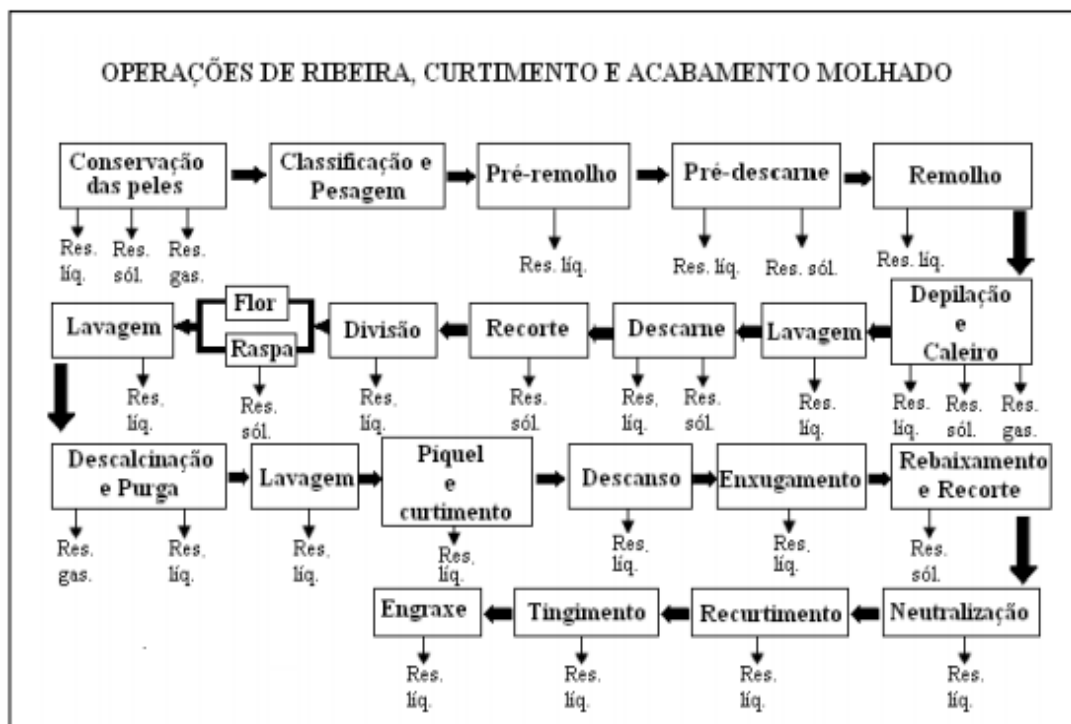 OPERAÇÕES DE RIBEIRA, CURTIMENTO E ACABAMENTO MOLHADO
Conservação
das peles
Classificação e
Pesagem
Pré-remolho
Pré-descarne
Remolho
Res.
líq.
Res.
sól.
Res.
gas.
Res. líq.
Res. líq.
Res. sól.
Res. líq.
Depilação
e
Caleiro
Lavagem
Descarne
Recorte
Divisão
Flor
Raspa
Lavagem
Res.
líq.
Res.
sól.
Res.
gas.
Res.
líq.
Res.
líq.
Res.
sól.
Res.
sól.
Res.
líq.
Res.
sól.
Res.
líq.
Descalcinação
e Purga
Lavagem
Píquel
e
curtimento
Descanso
Enxugamento
Rebaixamento
e Recorte
Res.
gas.
Res.
líq.
Res.
líq.
Res.
líq.
Res.
líq.
Res.
líq.
Res.
sól.
Neutralização
Recurtimento
Tingimento
Engraxe
Res.
líq.
Res.
líq.
Res.
líq.
Res.
líq.